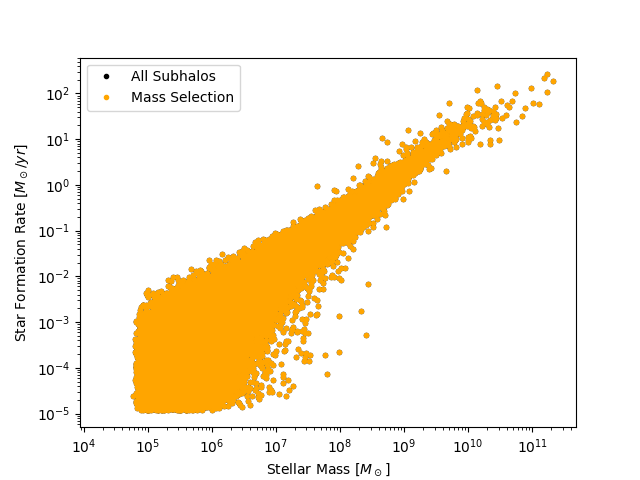 All Subhalos
Mass Selection
Star Formation Rate [M⊙/yr]
10²
10¹
10⁰
10⁻¹
10⁻²
10⁻³
10⁻⁴
10⁻⁵
10⁴ 10⁵ 10⁶ 10⁷ 10⁸ 10⁹ 10¹⁰ 10¹¹
Stellar Mass [M⊙]